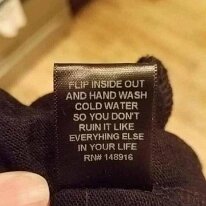 FLIP INSIDE OUT
AND HAND WASH
COLD WATER
SO YOU DON'T
RUIN IT LIKE
EVERYHING ELSE
IN YOUR LIFE
RN# 148916